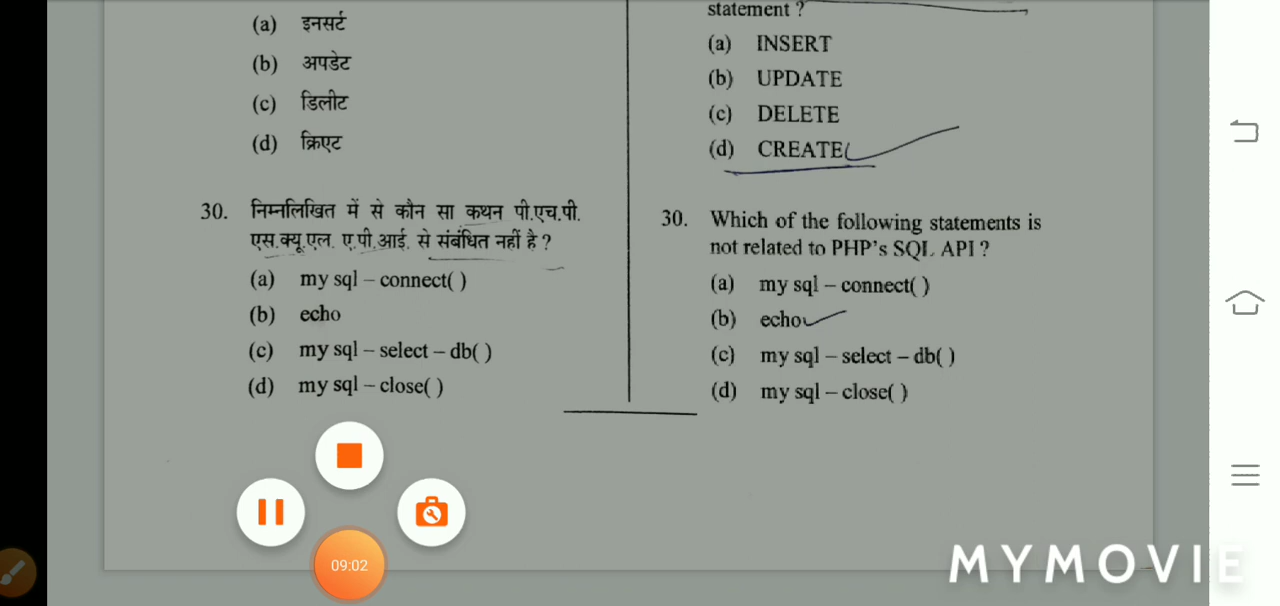 (a) इनसर्ट
(b) अपडेट
(c) डिलीट
(d) क्रिएट
30. निम्नलिखित में से कौन सा कथन पी.एच.पी.
एस.क्यू.एल. ए.पी.आई. से संबंधित नहीं है ?
(a) my sql – connect( )
(b) echo
(c) my sql – select – db( )
(d) my sql – close( )
statement ?
(a) INSERT
(b) UPDATE
(c) DELETE
(d) CREATE
30. Which of the following statements is
not related to PHP's SQL API ?
(a) my sql – connect( )
(b) echo
(c) my sql – select – db( )
(d) my sql – close( )
09:02
MYMOVIE